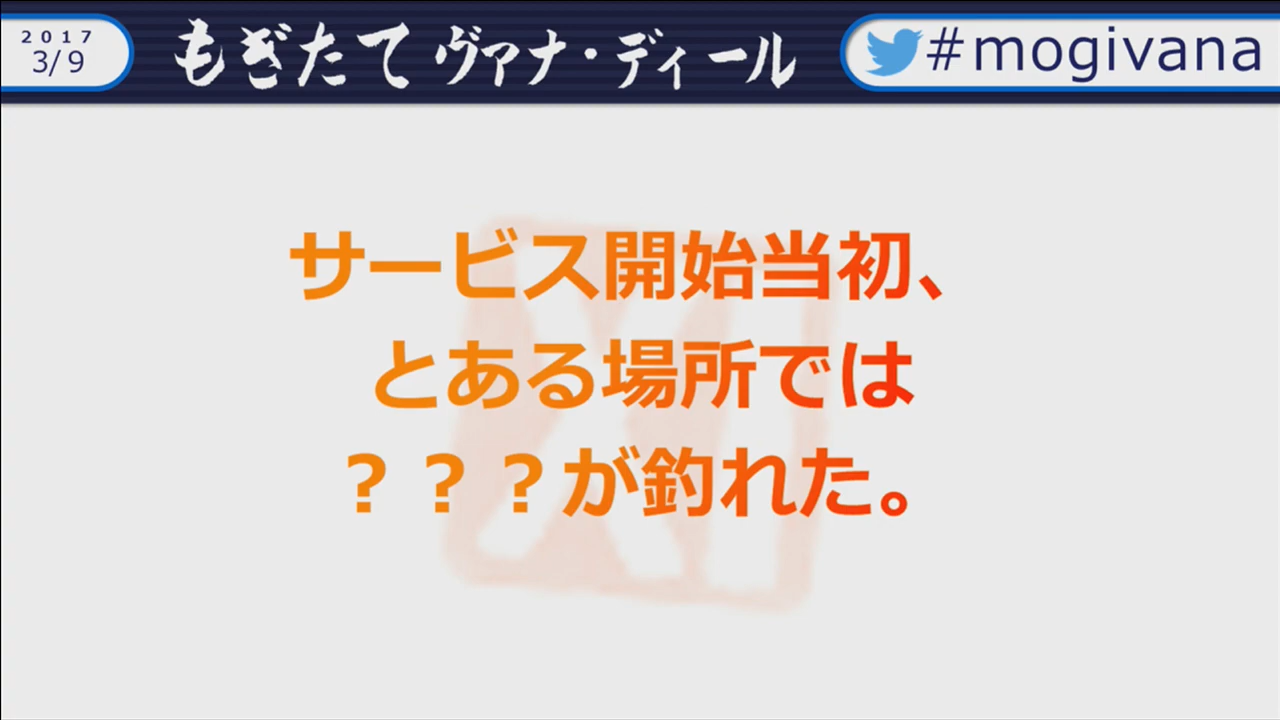 2017
3/9
もぎたて ヴァナ・ディール
#mogivana
サービス開始当初、
とある場所では
？？？が釣れた。
XI